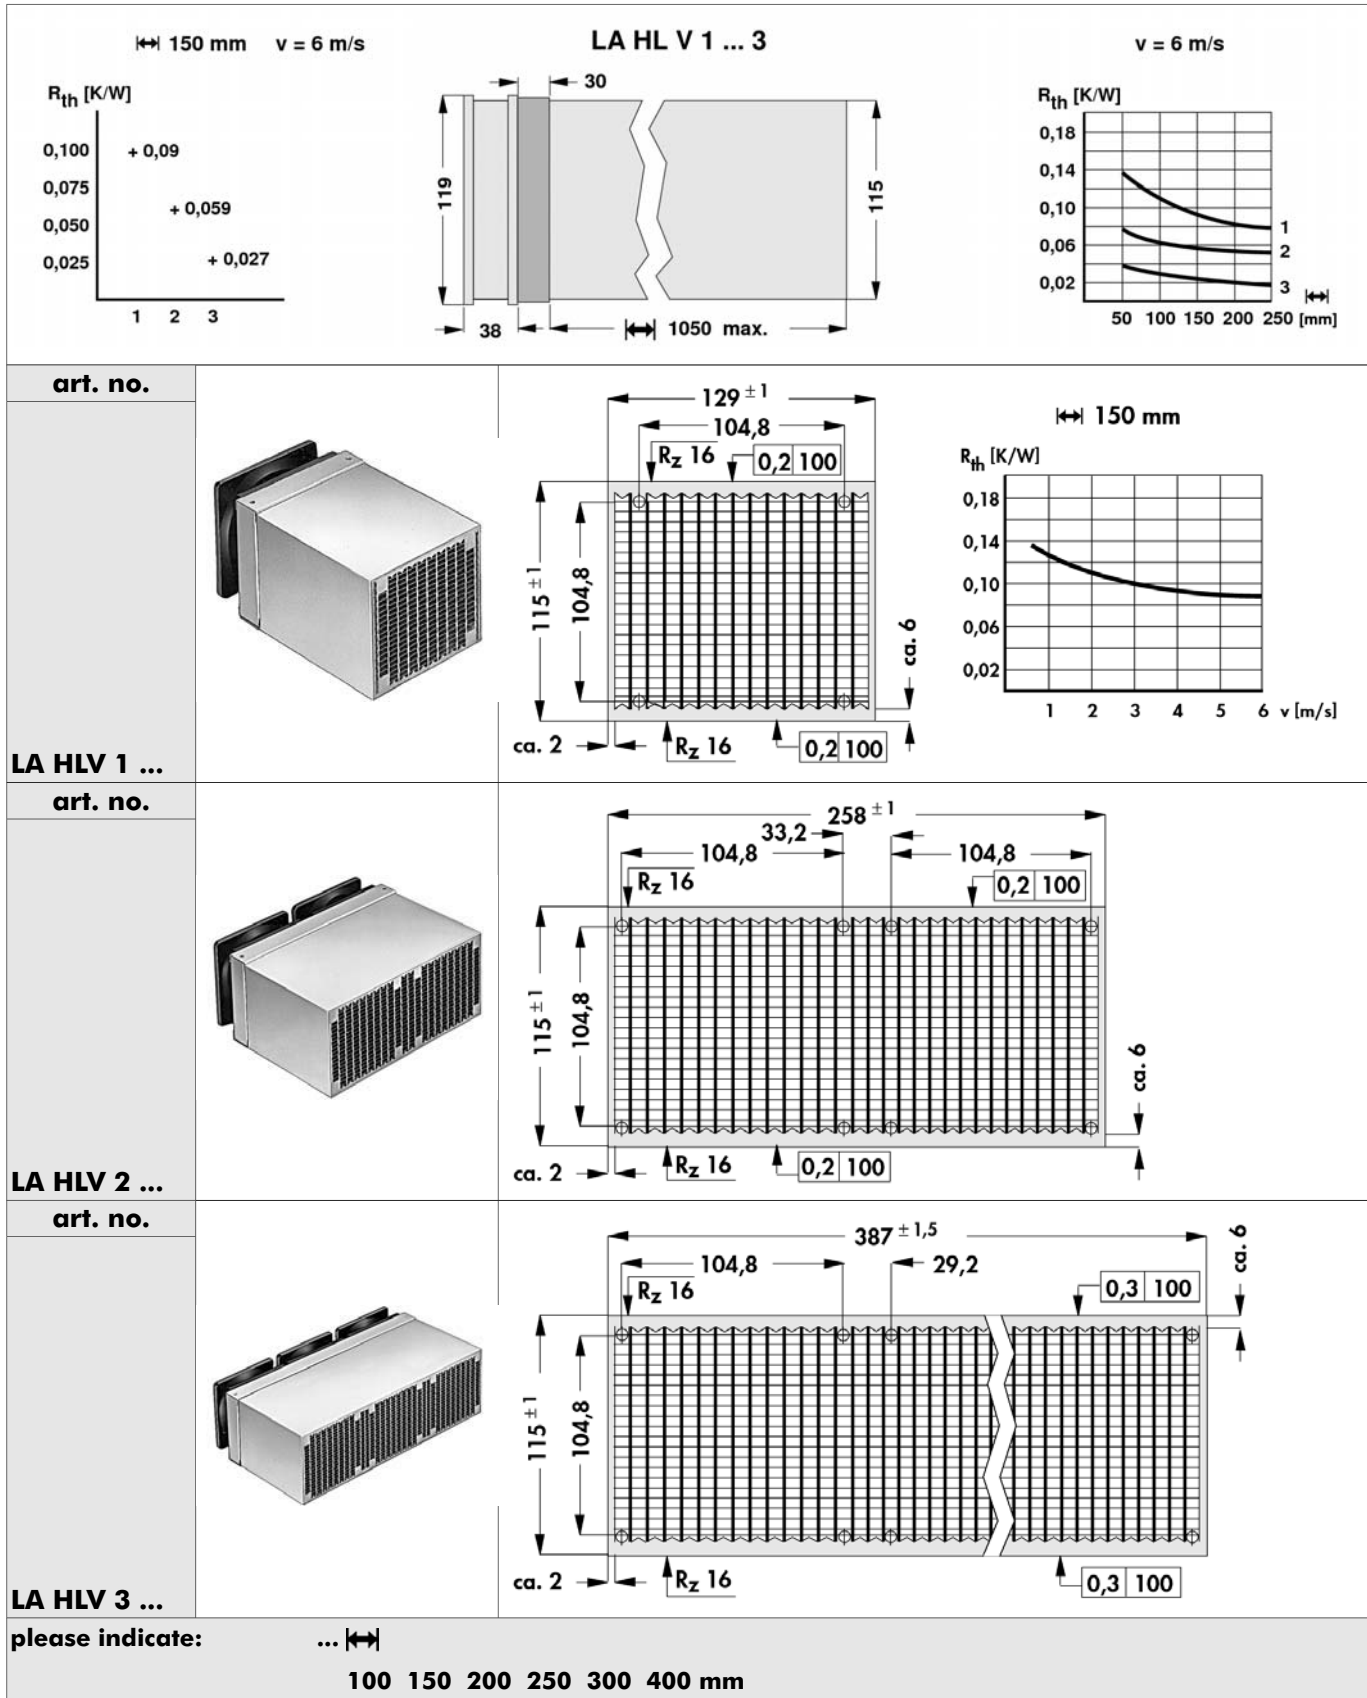 150 mm v = 6 m/s
LA HL V 1 ... 3
v = 6 m/s
Rth [K/W]
0,100
0,075
0,050
0,025
+ 0,09
+ 0,059
+ 0,027
1 2 3
30
119
115
38
1050 max.
Rth [K/W]
0,18
0,14
0,10
0,06
0,02
1
2
3
50 100 150 200 250 [mm]
art. no.
LA HLV 1 ...
129 ± 1
104,8
Rz 16
0,2 100
115 ± 1
104,8
ca. 6
ca. 2
Rz 16
0,2 100
150 mm
Rth [K/W]
0,18
0,14
0,10
0,06
0,02
1 2 3 4 5 6 v [m/s]
art. no.
LA HLV 2 ...
258 ± 1
33,2
104,8
104,8
Rz 16
0,2 100
115 ± 1
104,8
ca. 6
ca. 2
Rz 16
0,2 100
art. no.
LA HLV 3 ...
387 ± 1,5
104,8
29,2
ca. 6
Rz 16
0,3 100
115 ± 1
104,8
ca. 2
Rz 16
0,3 100
please indicate: ...
100 150 200 250 300 400 mm